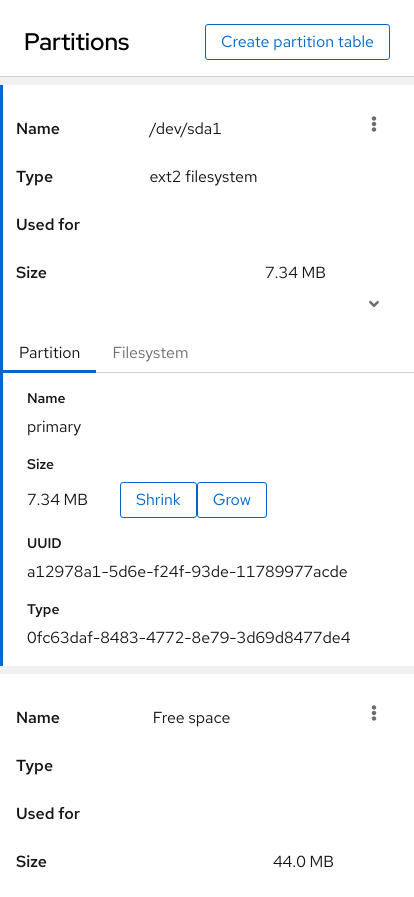 Partitions
Create partition table
Name /dev/sda1
Type ext2 filesystem
Used for
Size 7.34 MB
Partition Filesystem
Name
primary
Size
7.34 MB Shrink Grow
UUID
a12978a1-5d6e-f24f-93de-11789977acde
Type
0fc63daf-8483-4772-8e79-3d69d8477de4
Name Free space
Type
Used for
Size 44.0 MB